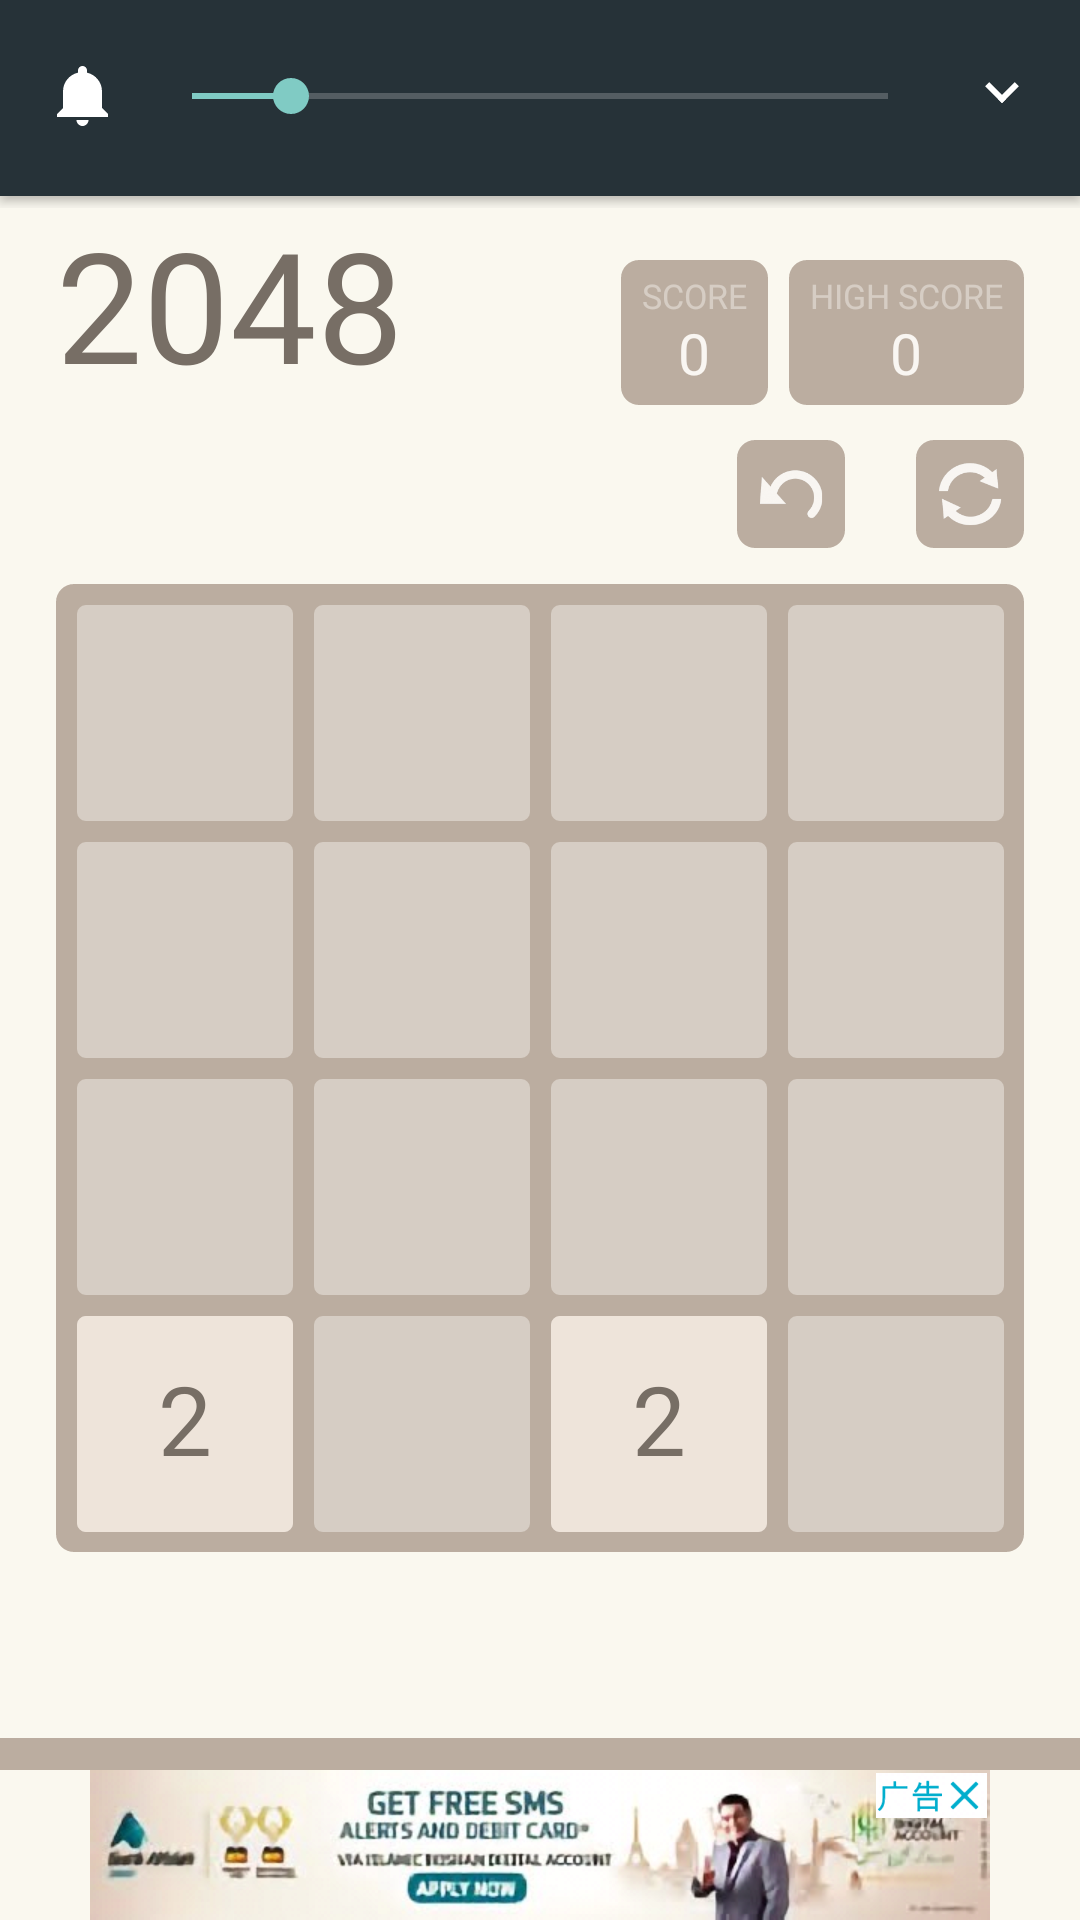 2048
SCORE
0
HIGH SCORE
0
2
2
GET FREE SMS
ALERTS AND DEBIT CARD*
VIA ISLAMIC ROSHAN DIGITAL ACCOUNT
APPLY NOW
DIGITAL
ACCOUNT
广告